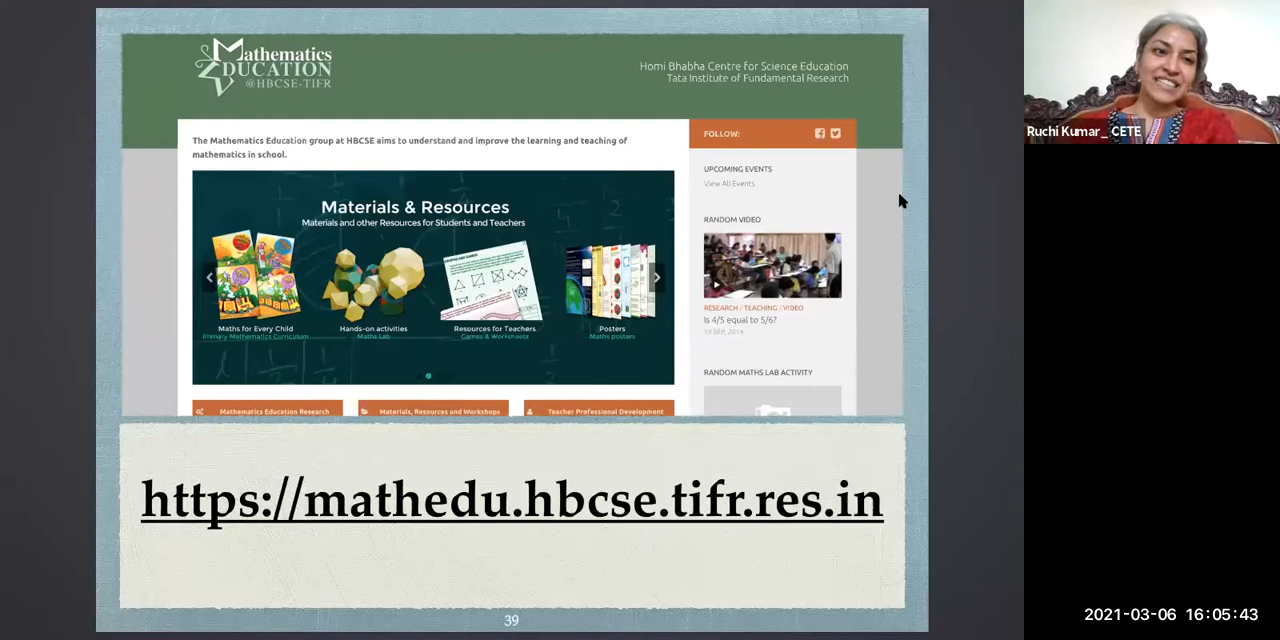 Mathematics
EDUCATION
@HBCSE-TIFR
Homi Bhabha Centre for Science Education
Tata Institute of Fundamental Research
The Mathematics Education group at HBCSE aims to understand and improve the learning and teaching of
mathematics in school.
Materials & Resources
Materials and other Resources for Students and Teachers
Maths for Every Child
Primary Mathematics Curriculum
Hands-on activities
Maths Lab
Resources for Teachers
Games & Worksheets
Posters
Maths posters
Mathematics Education Research
Materials, Resources and Workshops
Teacher Professional Development
FOLLOW:
UPCOMING EVENTS
View All Events
RANDOM VIDEO
RESEARCH / TEACHING / VIDEO
Is 4/5 equal to 5/6?
19 SEP, 2014
RANDOM MATHS LAB ACTIVITY
https://mathedu.hbcse.tifr.res.in
39
Ruchi Kumar_ CETE
2021-03-06 16:05:43